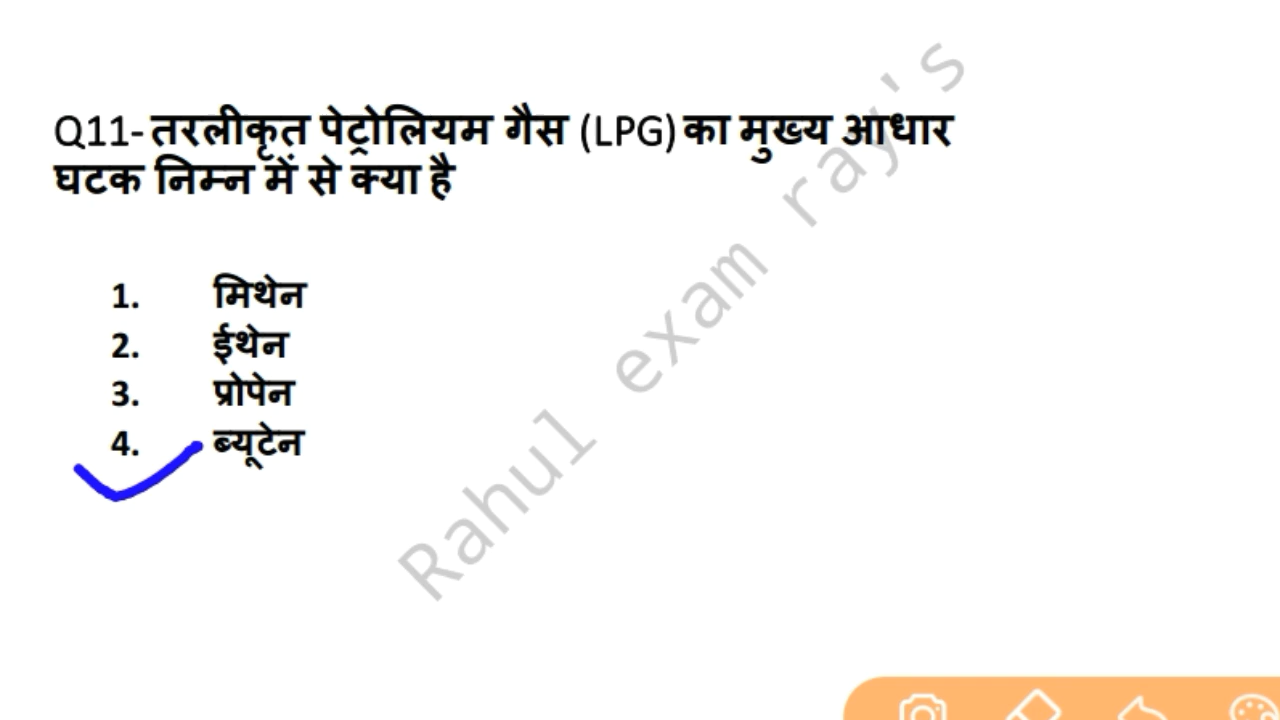 Q11- तरलीकृत पेट्रोलियम गैस (LPG) का मुख्य आधार
घटक निम्न में से क्या है
1. मिथेन
2. ईथेन
3. प्रोपेन
4. ब्यूटेन
Rahul exam ray's